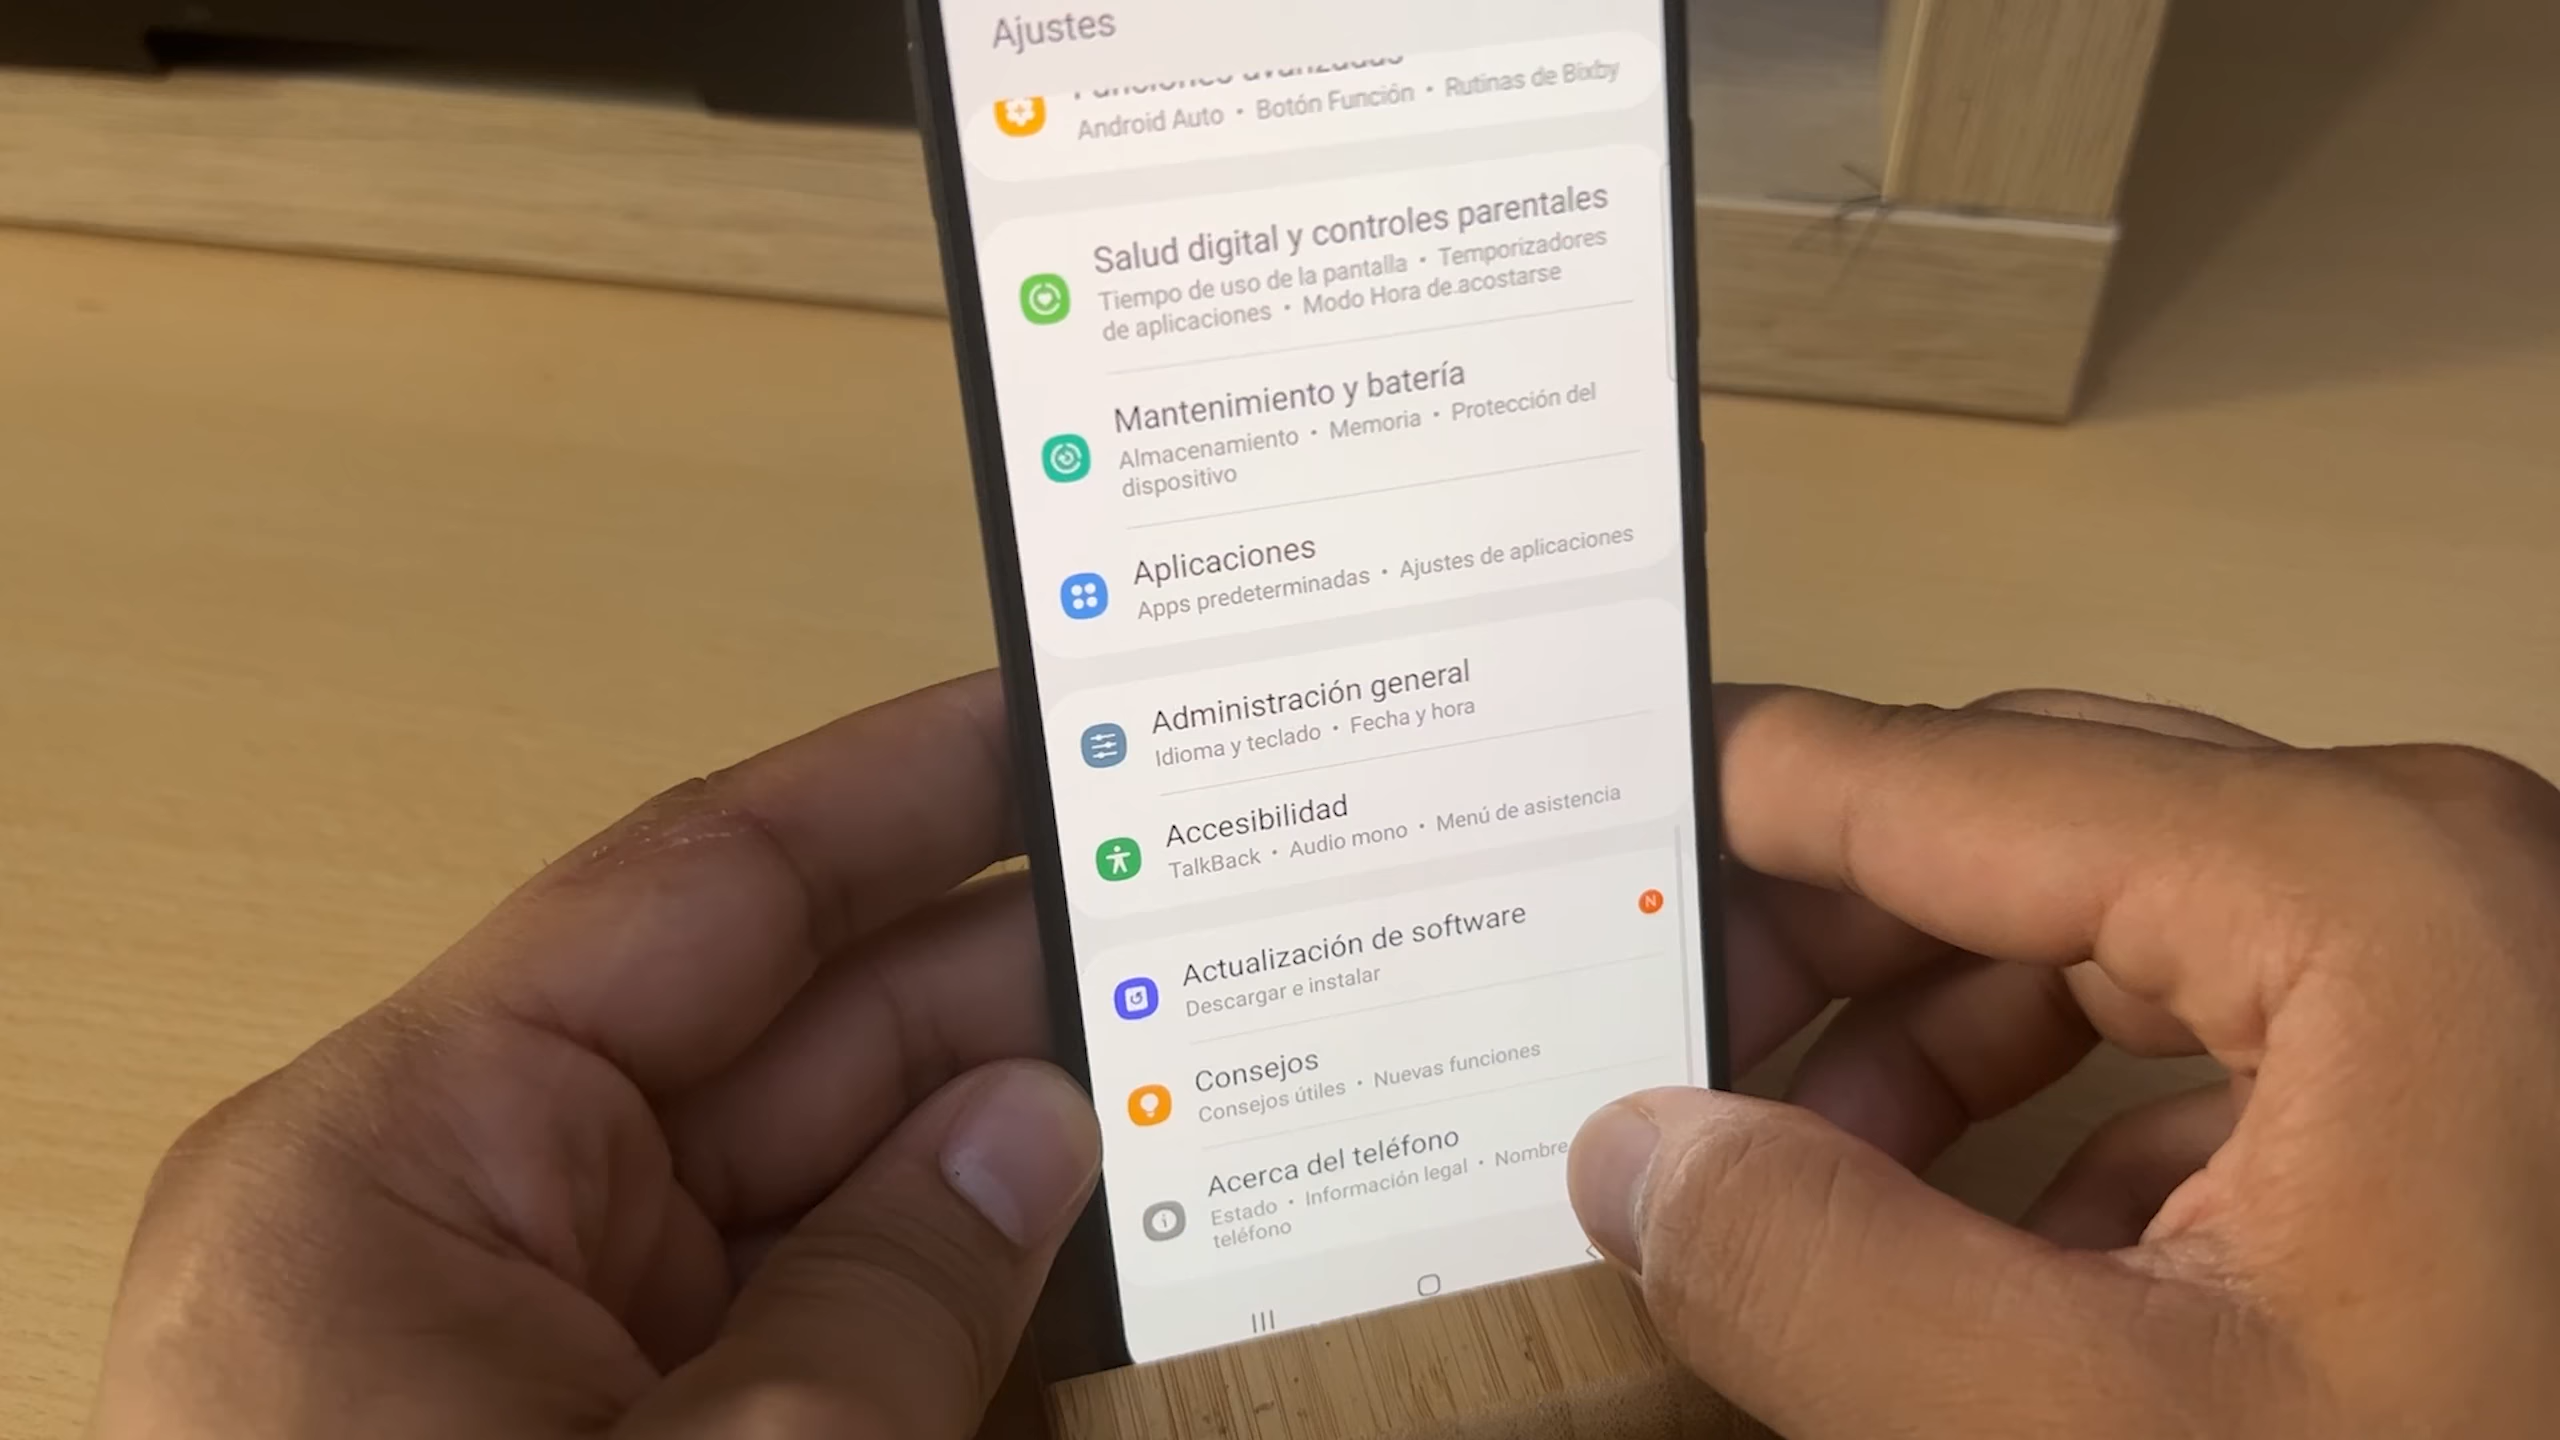 Ajustes
Funciones avanzadas
Android Auto • Botón Función • Rutinas de Bixby
Salud digital y controles parentales
Tiempo de uso de la pantalla • Temporizadores
de aplicaciones • Modo Hora de acostarse
Mantenimiento y batería
Almacenamiento • Memoria • Protección del
dispositivo
Aplicaciones
Apps predeterminadas • Ajustes de aplicaciones
Administración general
Idioma y teclado • Fecha y hora
Accesibilidad
TalkBack • Audio mono • Menú de asistencia
Actualización de software
N
Descargar e instalar
Consejos
Consejos útiles • Nuevas funciones
Acerca del teléfono
Estado • Información legal • Nombre
teléfono